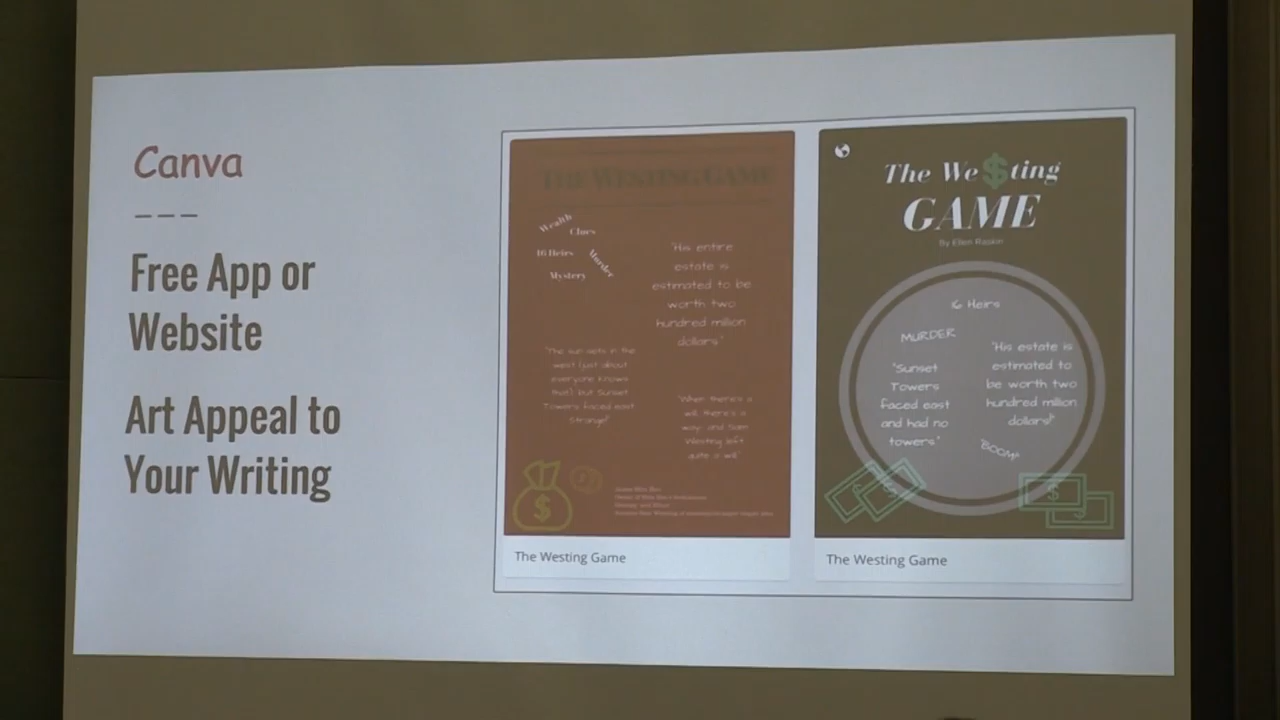 Canva
Free App or
Website
Art Appeal to
Your Writing
THE WESTING GAME
Wealth
Clues
16 Heirs
Murder
Mystery
"His entire
estate is
estimated to be
worth two
hundred million
dollars."
"The sun sets in the
west (just about
everyone knows
that) but Sunset
Towers faced east.
Strange!"
"When there's a
will, there's a
way, and Sam
Westing left
quite a will"
$
The Westing Game
The We$ting
GAME
By Ellen Raskin
16 Heirs
MURDER
"His estate is
estimated to
be worth two
hundred million
dollars!"
"Sunset
Towers
faced east
and had no
towers."
BOOM!
$
$
The Westing Game